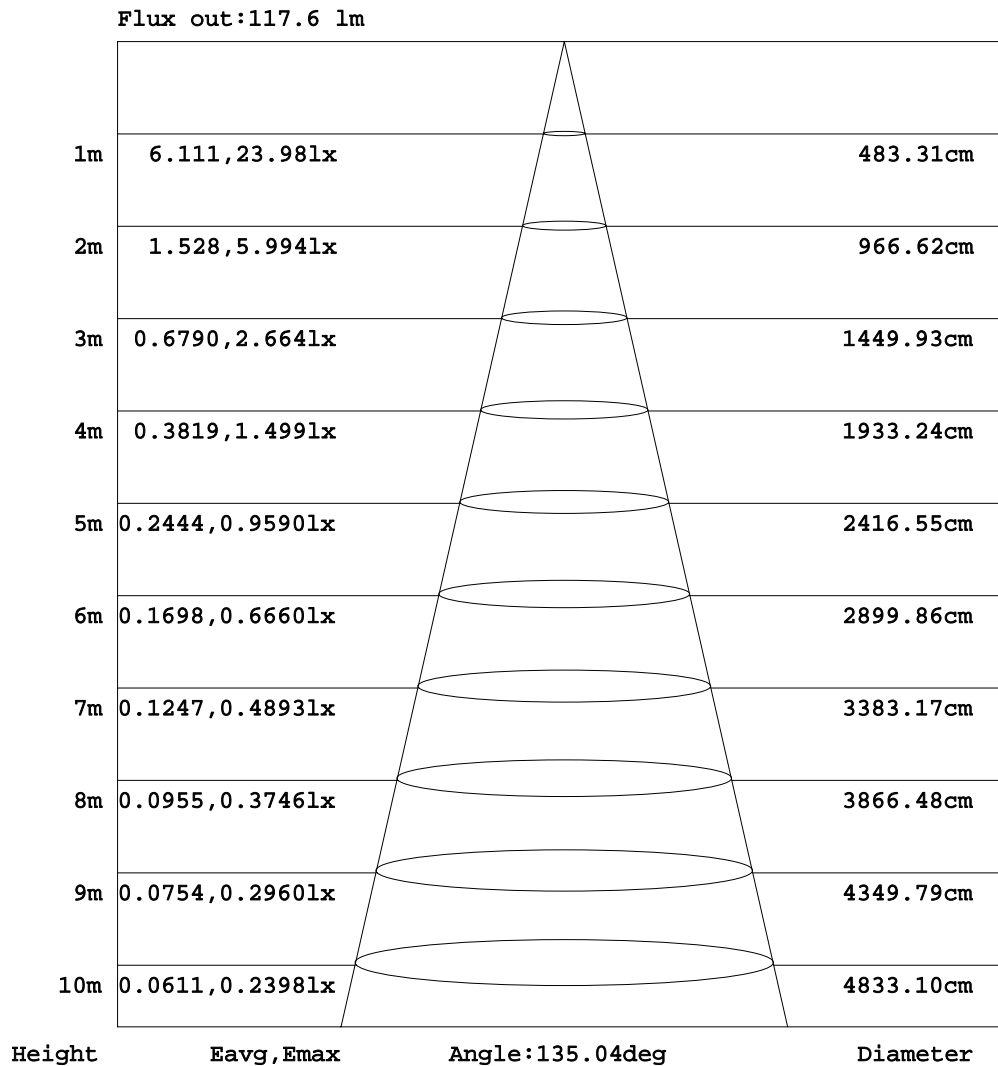 Flux out:117.6 lm
1m 6.111,23.98lx 483.31cm
2m 1.528,5.994lx 966.62cm
3m 0.6790,2.664lx 1449.93cm
4m 0.3819,1.499lx 1933.24cm
5m 0.2444,0.9590lx 2416.55cm
6m 0.1698,0.6660lx 2899.86cm
7m 0.1247,0.4893lx 3383.17cm
8m 0.0955,0.3746lx 3866.48cm
9m 0.0754,0.2960lx 4349.79cm
10m 0.0611,0.2398lx 4833.10cm
Height Eavg,Emax Angle:135.04deg Diameter